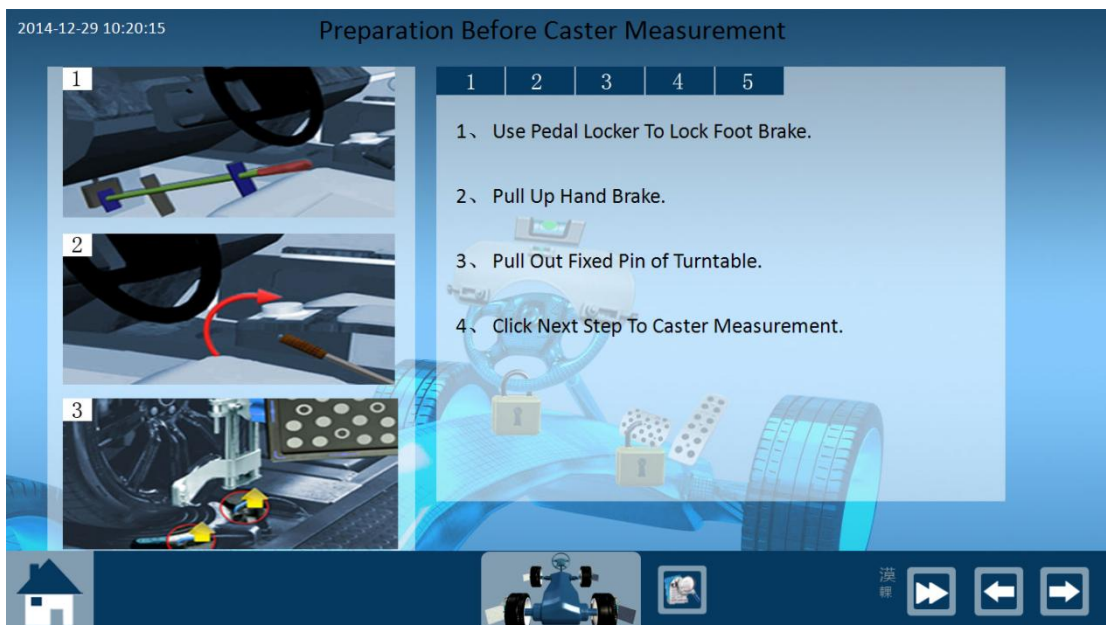 2014-12-29 10:20:15
Preparation Before Caster Measurement
1
2
3
1 2 3 4 5
1、 Use Pedal Locker To Lock Foot Brake.
2、 Pull Up Hand Brake.
3、 Pull Out Fixed Pin of Turntable.
4、 Click Next Step To Caster Measurement.